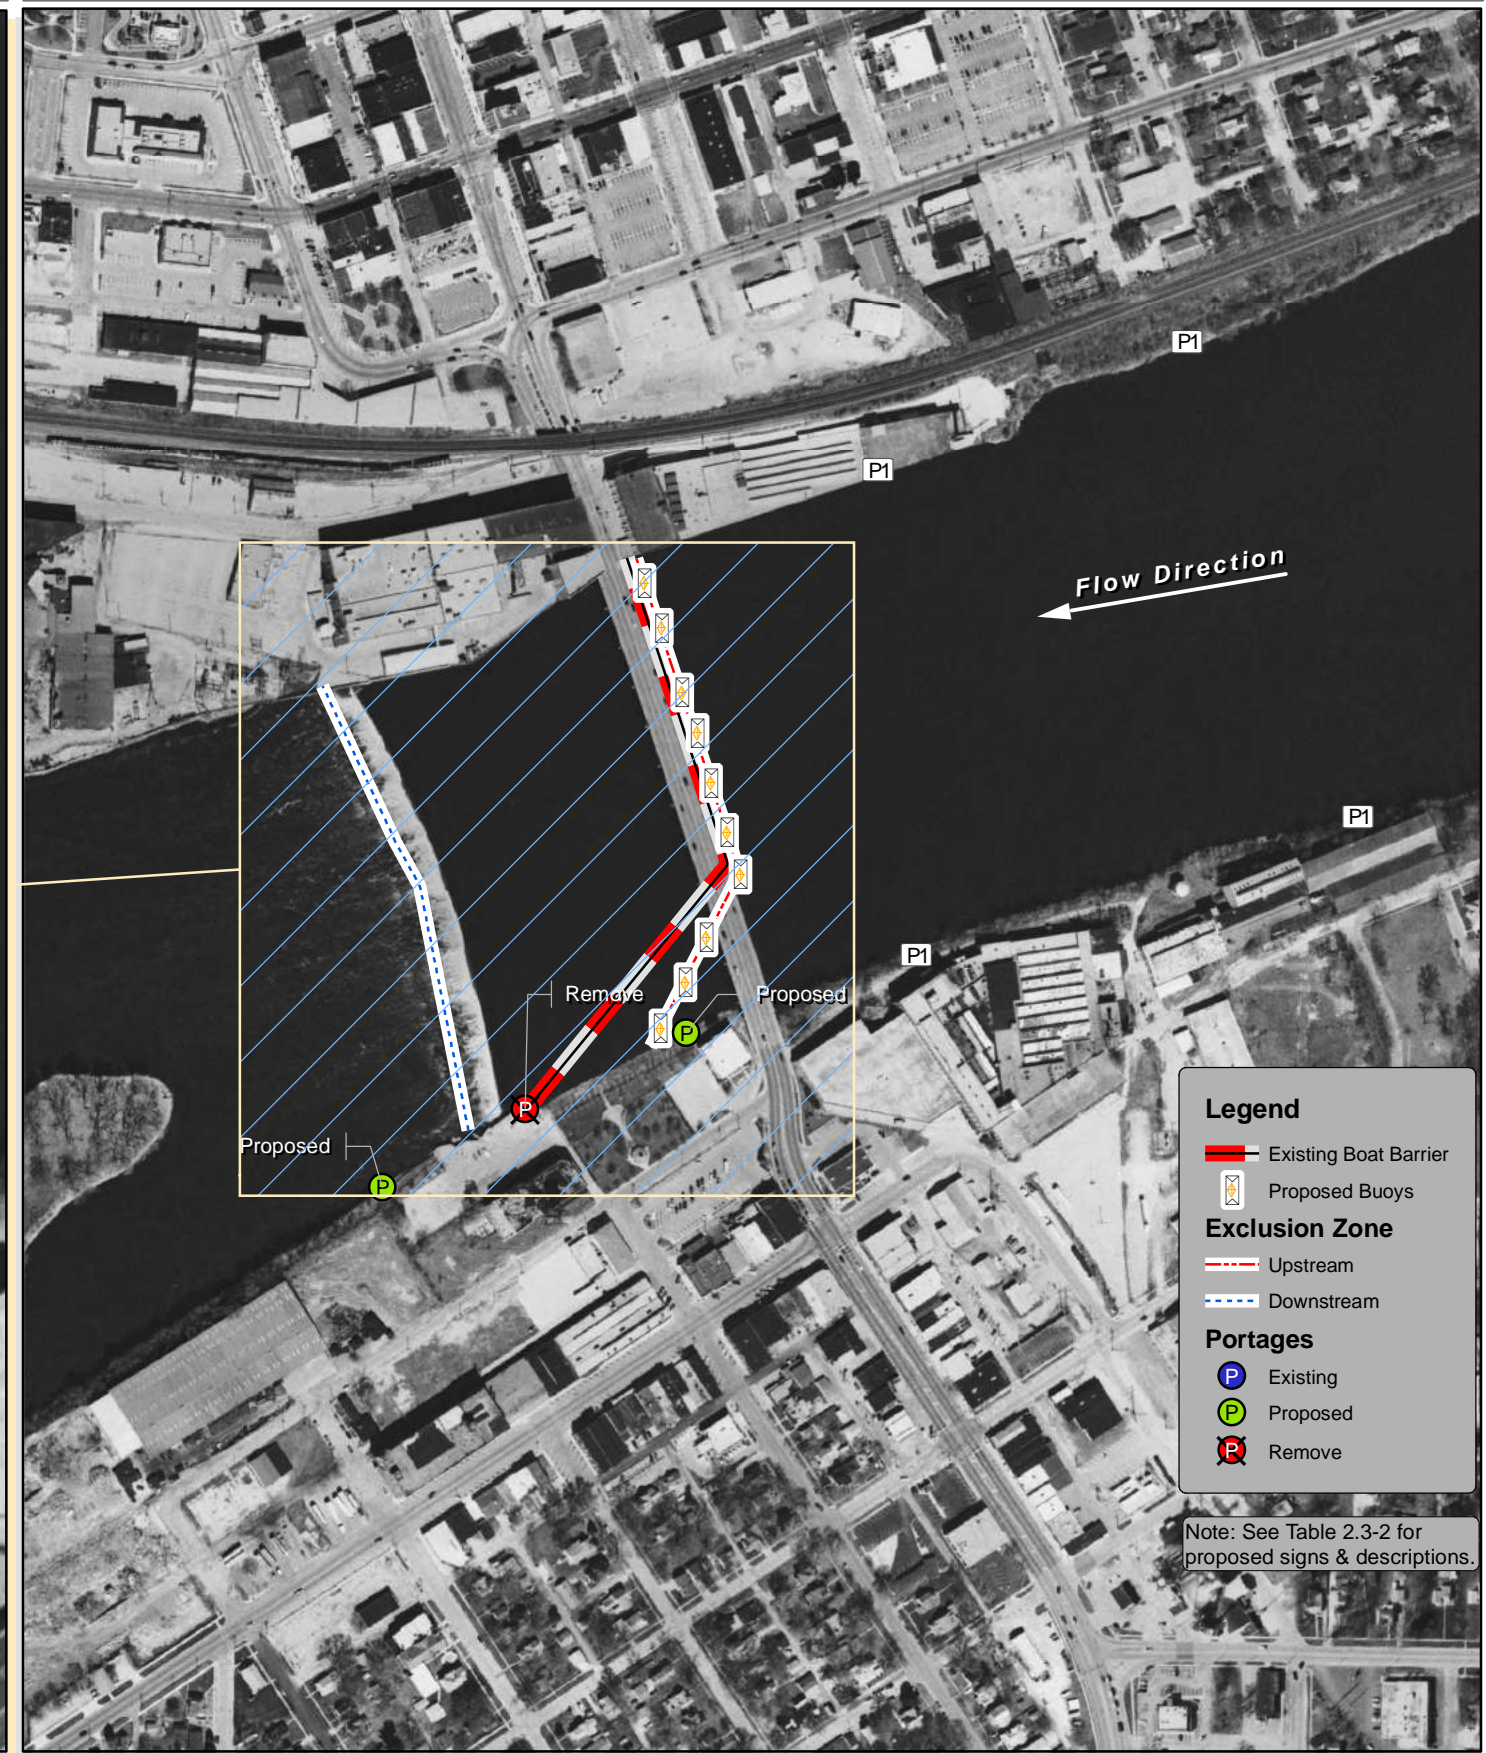 P1
P1
Flow Direction
P1
P1
Remove
Proposed
P
P
Proposed
P
Legend
Existing Boat Barrier
Proposed Buoys
Exclusion Zone
Upstream
Downstream
Portages
P Existing
P Proposed
P Remove
Note: See Table 2.3-2 for
proposed signs & descriptions.